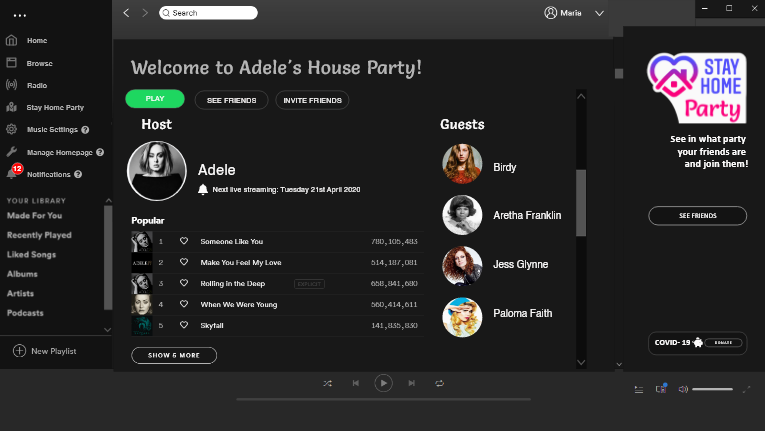 Search
Maria
Home
Browse
Radio
Stay Home Party
Music Settings ?
Manage Homepage ?
12
Notifications ?
YOUR LIBRARY
Made For You
Recently Played
Liked Songs
Albums
Artists
Podcasts
New Playlist
Welcome to Adele's House Party!
PLAY
SEE FRIENDS
INVITE FRIENDS
Host
Adele
Next live streaming: Tuesday 21st April 2020
Popular
1 Someone Like You 780,105,483
2 Make You Feel My Love 514,187,081
3 Rolling in the Deep EXPLICIT 658,841,680
4 When We Were Young 560,414,611
5 Skyfall 141,835,830
SHOW 5 MORE
Guests
Birdy
Aretha Franklin
Jess Glynne
Paloma Faith
STAY
HOME
Party
See in what party
your friends are
and join them!
SEE FRIENDS
COVID-19
DONATE